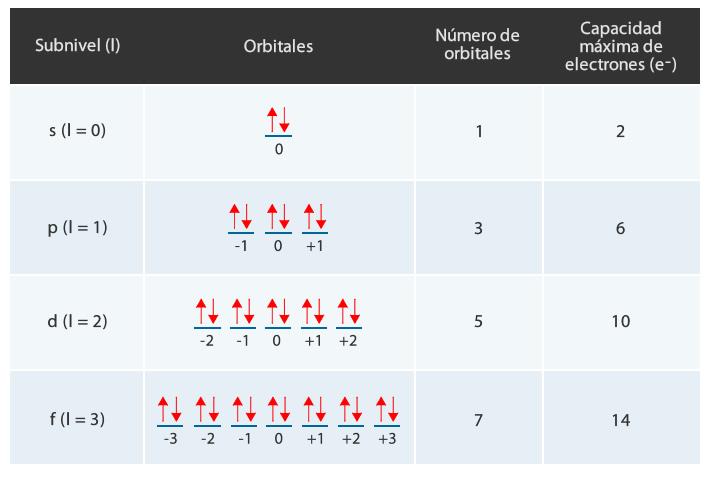 Subnivel (l)
Orbitales
Número de
orbitales
Capacidad
máxima de
electrones (e⁻)
s (l = 0)
0
1
2
p (l = 1)
-1 0 +1
3
6
d (l = 2)
-2 -1 0 +1 +2
5
10
f (l = 3)
-3 -2 -1 0 +1 +2 +3
7
14